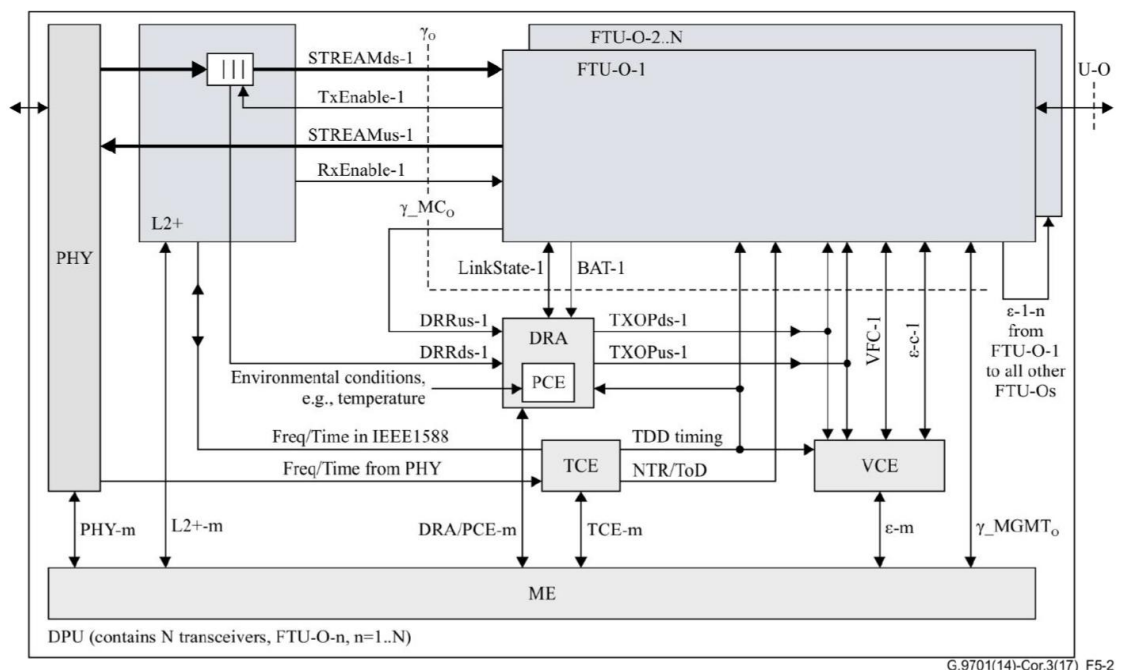 γO
FTU-O-2..N
STREAMds-1
FTU-O-1
U-O
TxEnable-1
STREAMus-1
RxEnable-1
γ_MCO
L2+
PHY
LinkState-1
BAT-1
DRRus-1
DRA
TXOPds-1
VFC-1
ε-c-1
ε-1-n
from
FTU-O-1
to all other
FTU-Os
DRRds-1
TXOPus-1
PCE
Environmental conditions,
e.g., temperature
Freq/Time in IEEE1588
TDD timing
Freq/Time from PHY
TCE
NTR/ToD
VCE
PHY-m
L2+-m
DRA/PCE-m
TCE-m
ε-m
γ_MGMTO
ME
DPU (contains N transceivers, FTU-O-n, n=1..N)
G.9701(14)-Cor.3(17)_F5-2